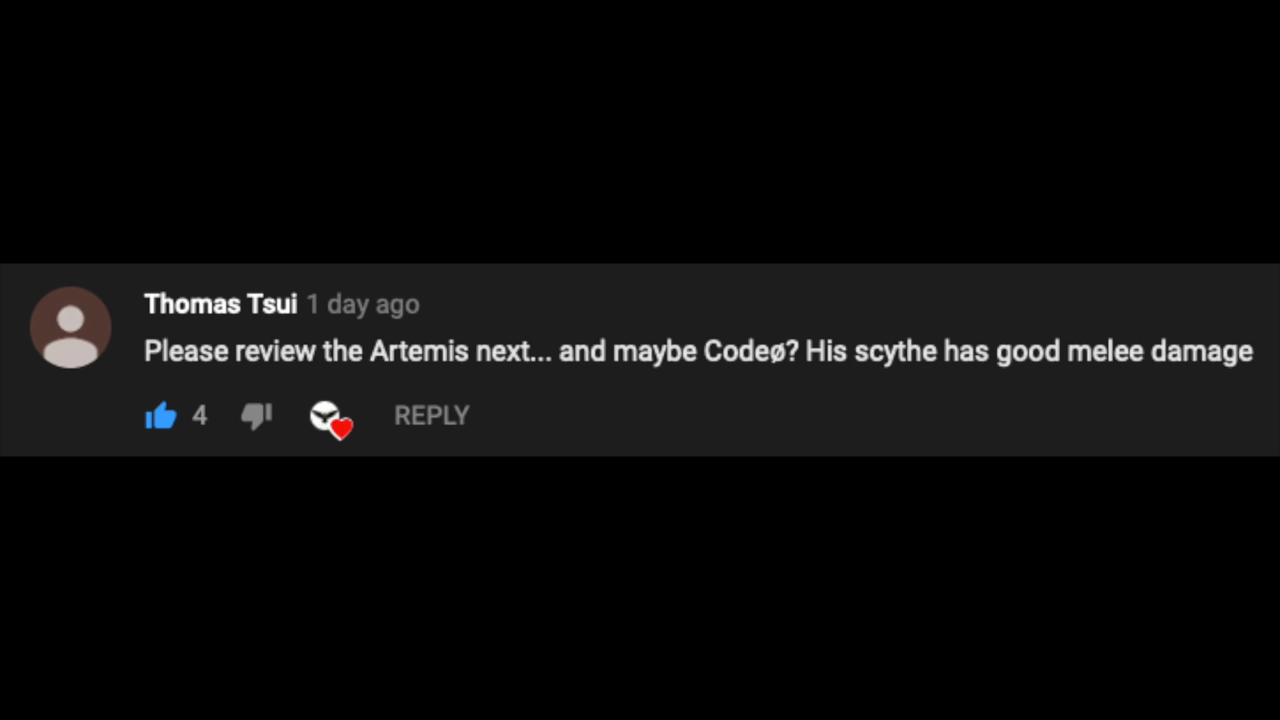 Thomas Tsui 1 day ago
Please review the Artemis next... and maybe Codeø? His scythe has good melee damage
4 REPLY